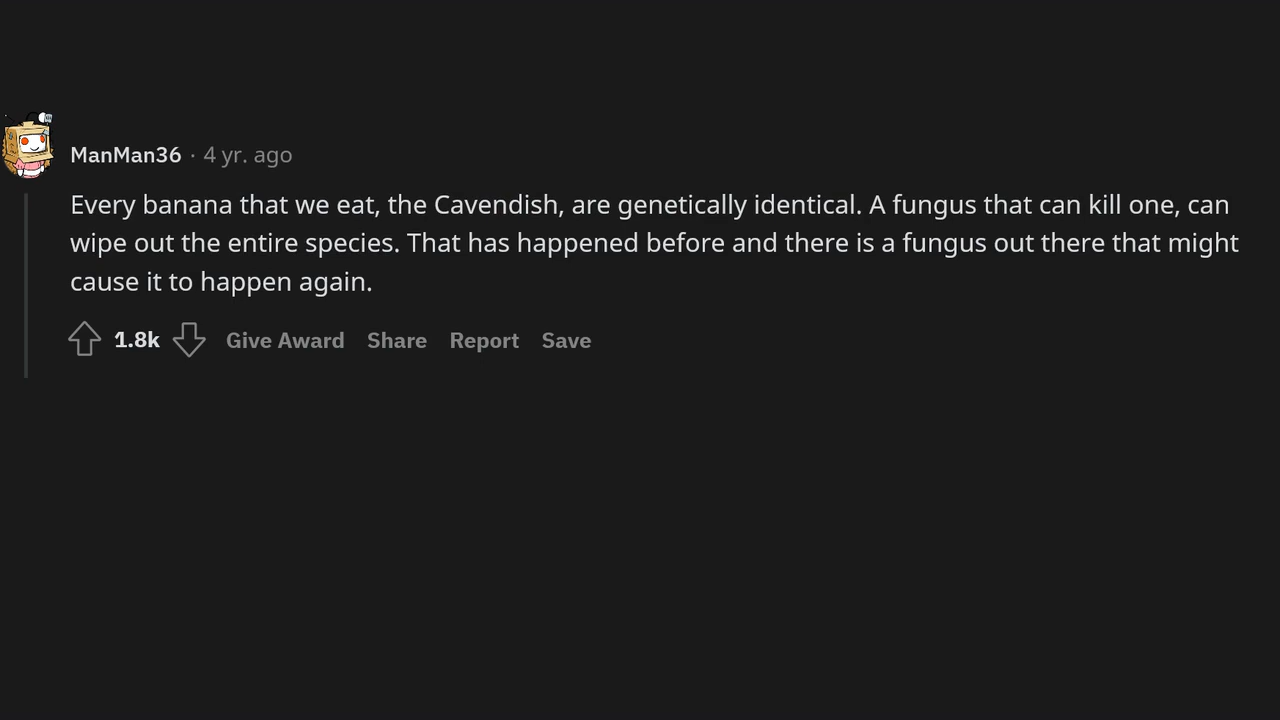 ManMan36 · 4 yr. ago
Every banana that we eat, the Cavendish, are genetically identical. A fungus that can kill one, can
wipe out the entire species. That has happened before and there is a fungus out there that might
cause it to happen again.
1.8k Give Award Share Report Save